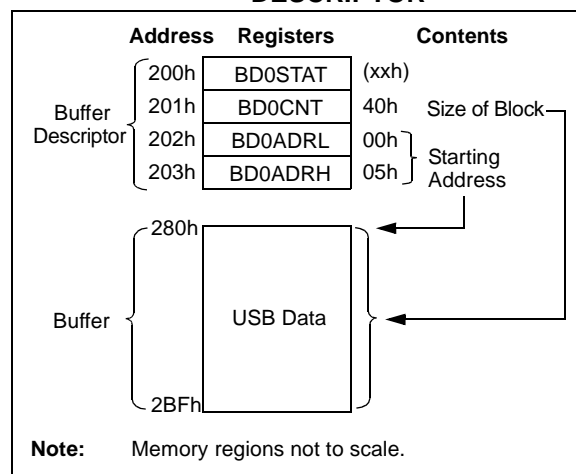 Address Registers Contents
200h BD0STAT (xxh)
201h BD0CNT 40h Size of Block
Buffer
Descriptor
202h BD0ADRL 00h
203h BD0ADRH 05h
Starting
Address
280h
Buffer
USB Data
2BFh
Note: Memory regions not to scale.